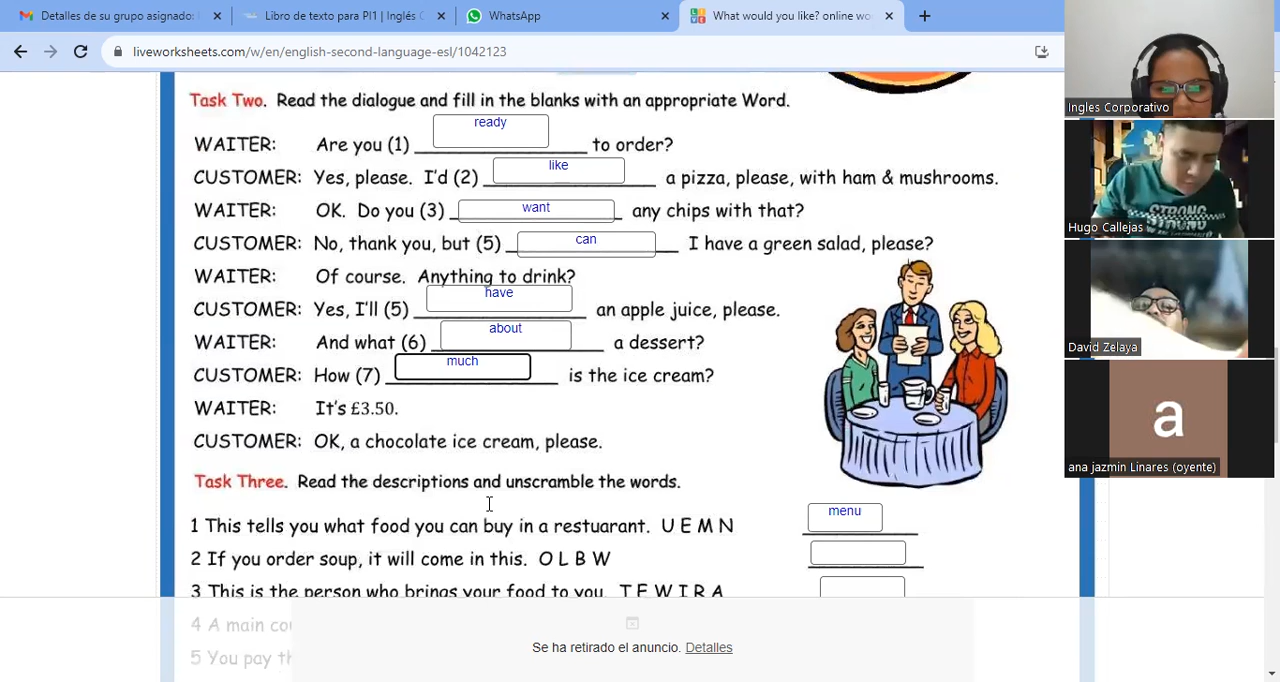 Detalles de su grupo asignado:
Libro de texto para PI1 | Inglés
WhatsApp
What would you like? online wo
liveworksheets.com/w/en/english-second-language-esl/1042123
Task Two. Read the dialogue and fill in the blanks with an appropriate Word.
WAITER: Are you (1) ready to order?
CUSTOMER: Yes, please. I'd (2) like a pizza, please, with ham & mushrooms.
WAITER: OK. Do you (3) want any chips with that?
CUSTOMER: No, thank you, but (5) can I have a green salad, please?
WAITER: Of course. Anything to drink?
CUSTOMER: Yes, I'll (5) have an apple juice, please.
WAITER: And what (6) about a dessert?
CUSTOMER: How (7) much is the ice cream?
WAITER: It's £3.50.
CUSTOMER: OK, a chocolate ice cream, please.
Task Three. Read the descriptions and unscramble the words.
1 This tells you what food you can buy in a restuarant. U E M N menu
2 If you order soup, it will come in this. O L B W
3 This is the person who brings your food to you. T E W I R A
4 A main cou
5 You pay th
Se ha retirado el anuncio. Detalles
Ingles Corporativo
STRONG
Hugo Callejas
David Zelaya
a
ana jazmin Linares (oyente)